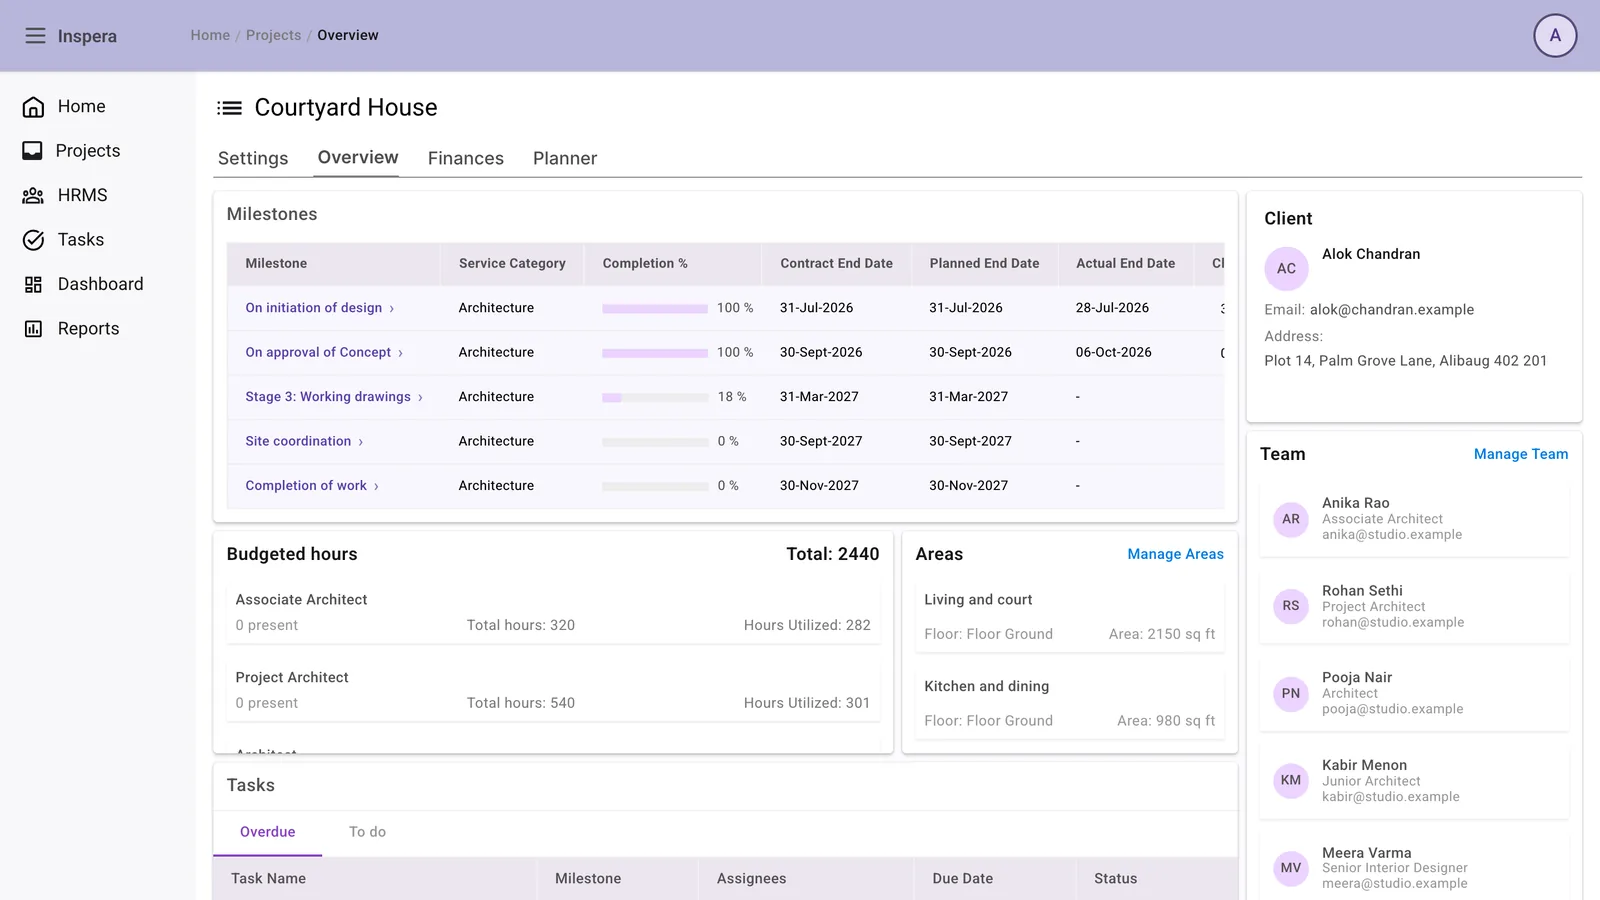 Inspera
Home / Projects / Overview
A
Home
Projects
HRMS
Tasks
Dashboard
Reports
Courtyard House
Settings Overview Finances Planner
Milestones
Milestone Service Category Completion % Contract End Date Planned End Date Actual End Date
On initiation of design › Architecture 100 % 31-Jul-2026 31-Jul-2026 28-Jul-2026
On approval of Concept › Architecture 100 % 30-Sept-2026 30-Sept-2026 06-Oct-2026
Stage 3: Working drawings › Architecture 18 % 31-Mar-2027 31-Mar-2027 -
Site coordination › Architecture 0 % 30-Sept-2027 30-Sept-2027 -
Completion of work › Architecture 0 % 30-Nov-2027 30-Nov-2027 -
Budgeted hours Total: 2440
Associate Architect
0 present Total hours: 320 Hours Utilized: 282
Project Architect
0 present Total hours: 540 Hours Utilized: 301
Architect
Areas Manage Areas
Living and court
Floor: Floor Ground Area: 2150 sq ft
Kitchen and dining
Floor: Floor Ground Area: 980 sq ft
Tasks
Overdue To do
Task Name Milestone Assignees Due Date Status
Client
AC Alok Chandran
Email: alok@chandran.example
Address:
Plot 14, Palm Grove Lane, Alibaug 402 201
Team Manage Team
AR
Anika Rao
Associate Architect
anika@studio.example
RS
Rohan Sethi
Project Architect
rohan@studio.example
PN
Pooja Nair
Architect
pooja@studio.example
KM
Kabir Menon
Junior Architect
kabir@studio.example
MV
Meera Varma
Senior Interior Designer
meera@studio.example